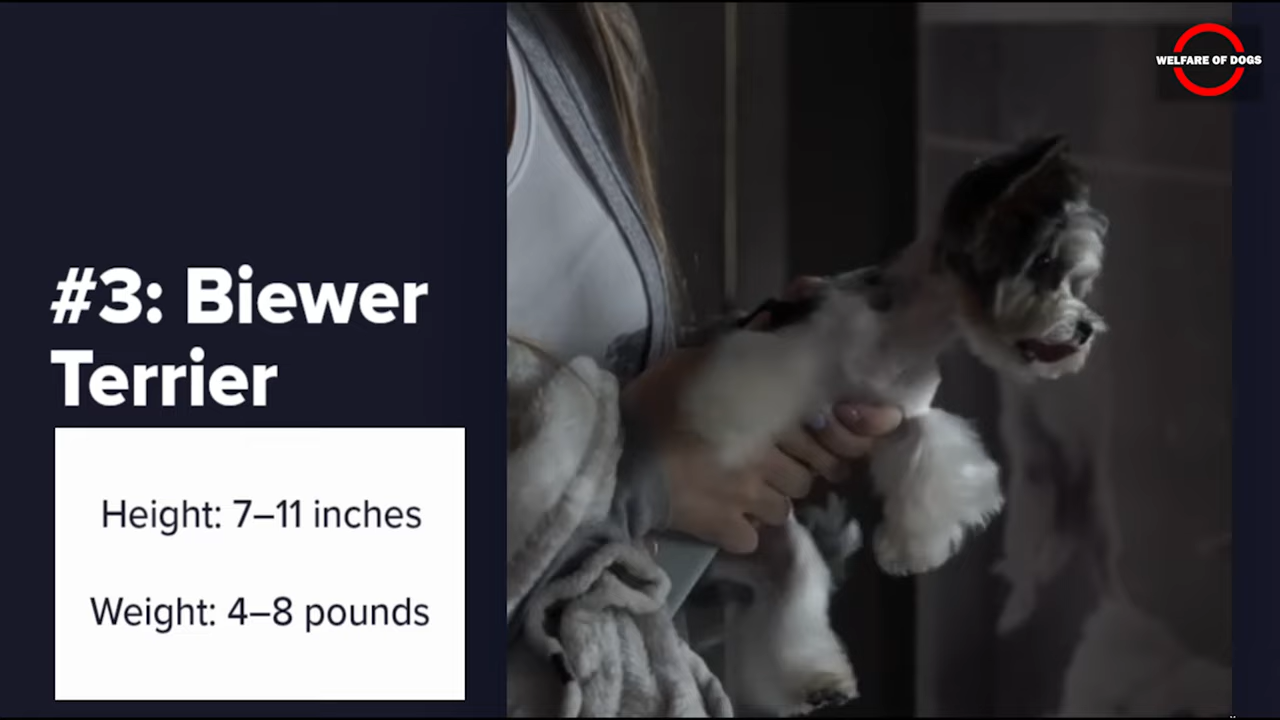 WELFARE OF DOGS
#3: Biewer
Terrier
Height: 7–11 inches
Weight: 4–8 pounds